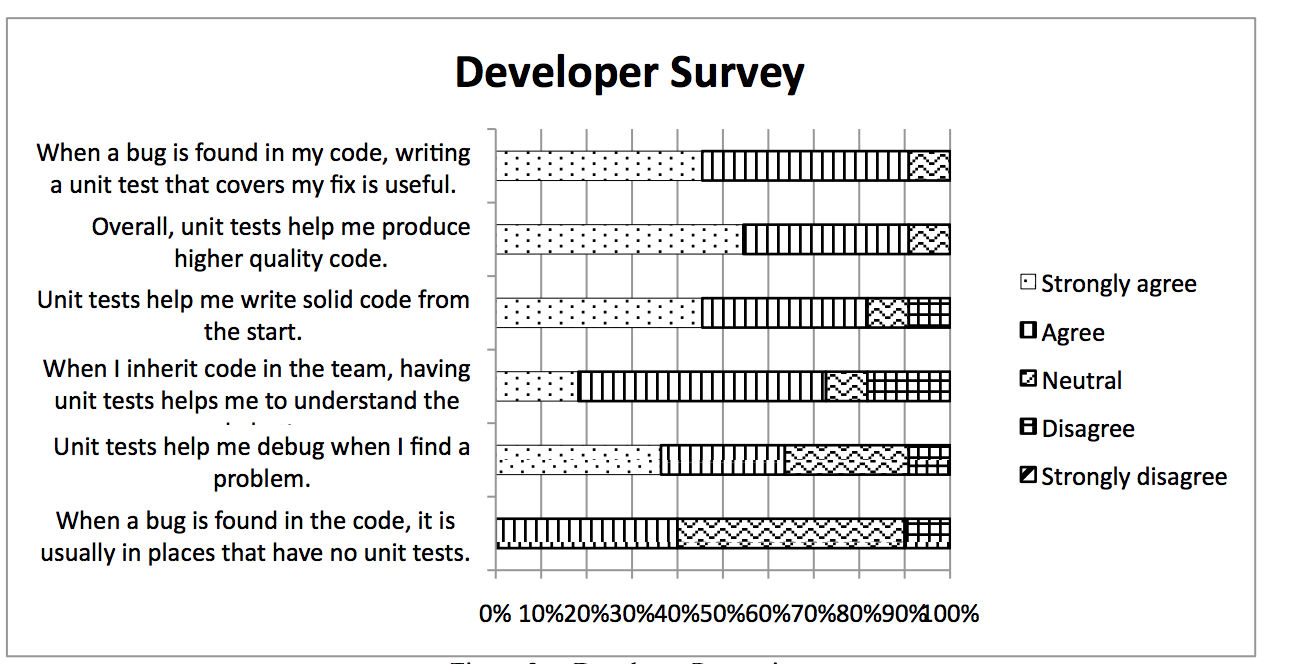 Developer Survey
When a bug is found in my code, writing
a unit test that covers my fix is useful.
Overall, unit tests help me produce
higher quality code.
Unit tests help me write solid code from
the start.
When I inherit code in the team, having
unit tests helps me to understand the
Unit tests help me debug when I find a
problem.
When a bug is found in the code, it is
usually in places that have no unit tests.
0% 10%20%30%40%50%60%70%80%90%100%
Strongly agree
Agree
Neutral
Disagree
Strongly disagree